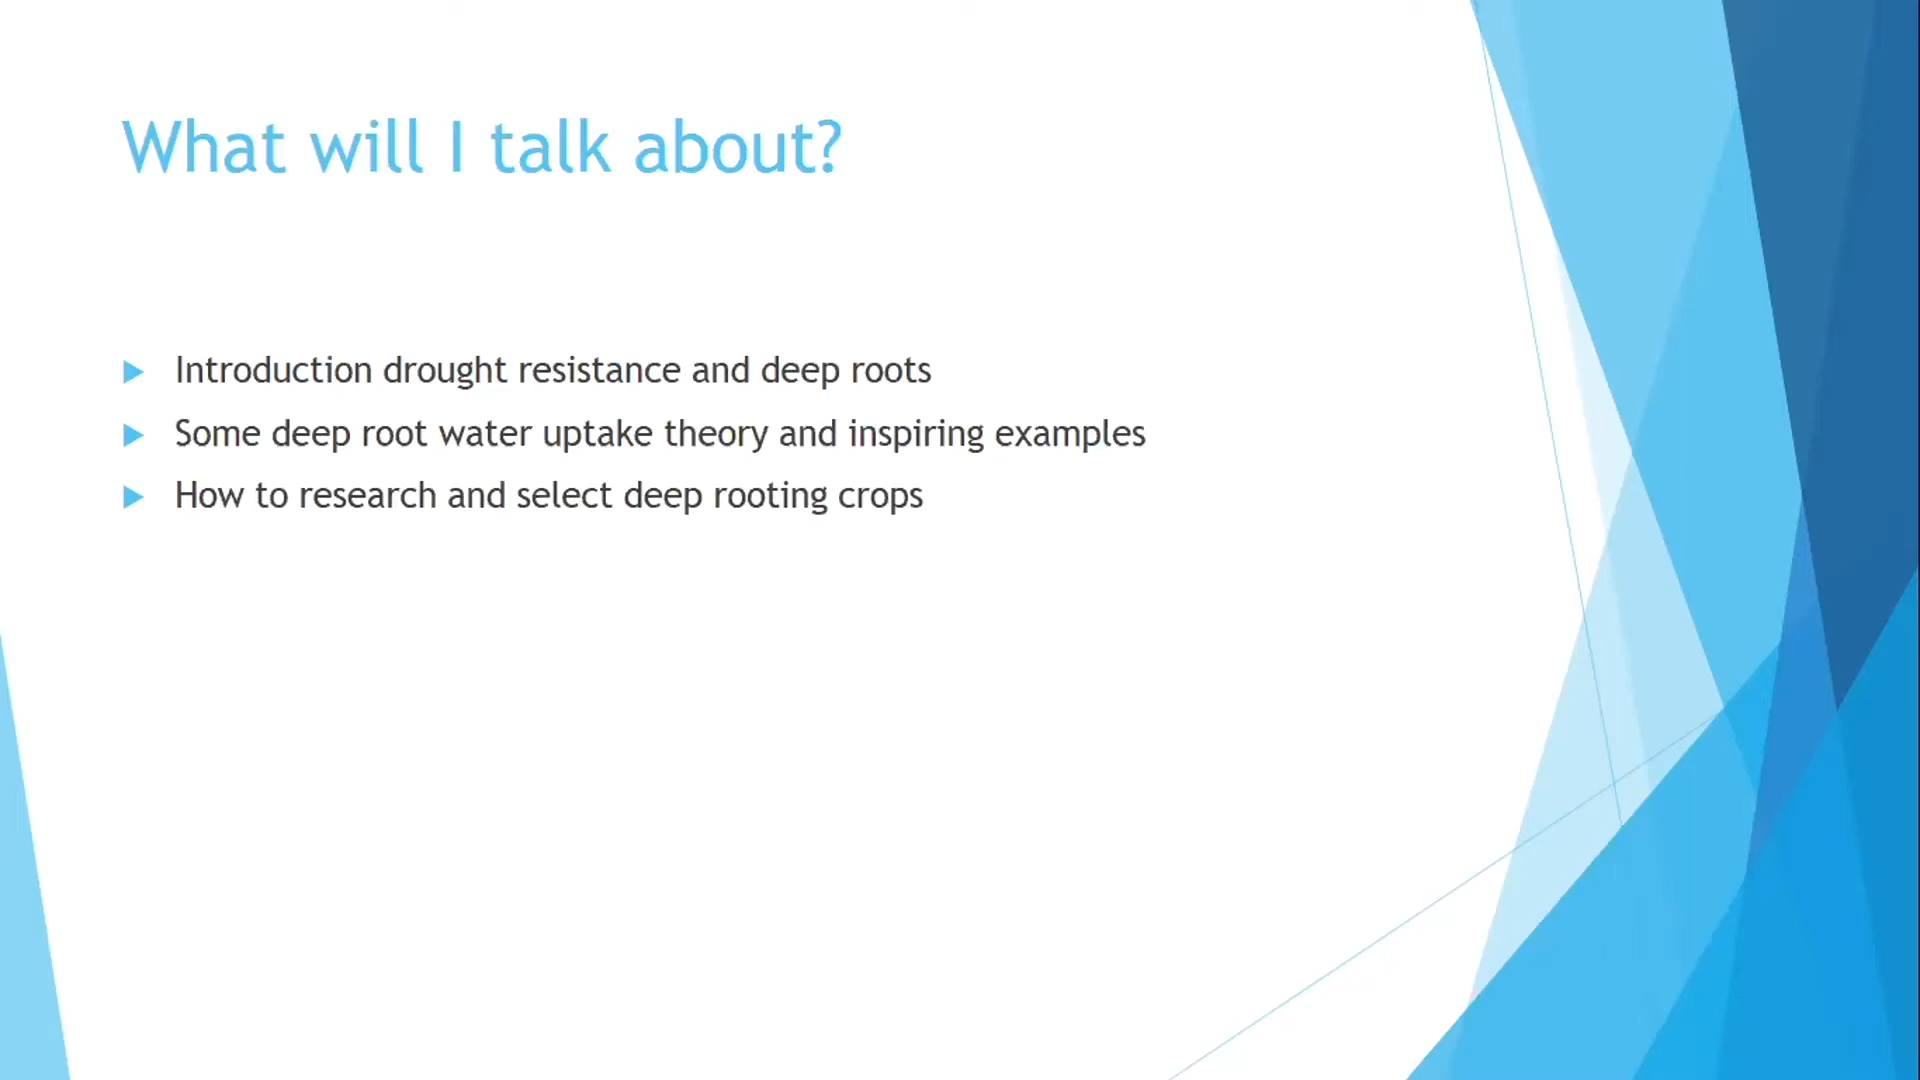 What will I talk about?
Introduction drought resistance and deep roots
Some deep root water uptake theory and inspiring examples
How to research and select deep rooting crops